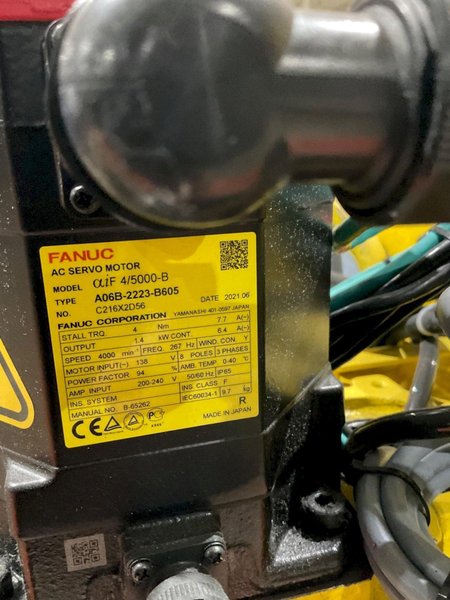 FANUC
AC SERVO MOTOR
MODEL αiF 4/5000-B
TYPE A06B-2223-B605
NO. C216X2D56 DATE 2021.06
FANUC CORPORATION YAMANASHI 401-0597 JAPAN
STALL TRQ. 4 Nm 7.7 A(~)
OUTPUT 1.4 kW CONT. 6.4 A(~)
SPEED 4000 min⁻¹ FREQ. 267 Hz WIND. CON. Y
MOTOR INPUT(~) 138 V 8 POLES 3 PHASES
POWER FACTOR 94 % AMB. TEMP. 0-40 ℃
AMP. INPUT 200-240 V 50/60 Hz IP65
INS. SYSTEM INS. CLASS F
MANUAL NO. B-65262 IEC60034-1 9.7 kg
R
CE MADE IN JAPAN